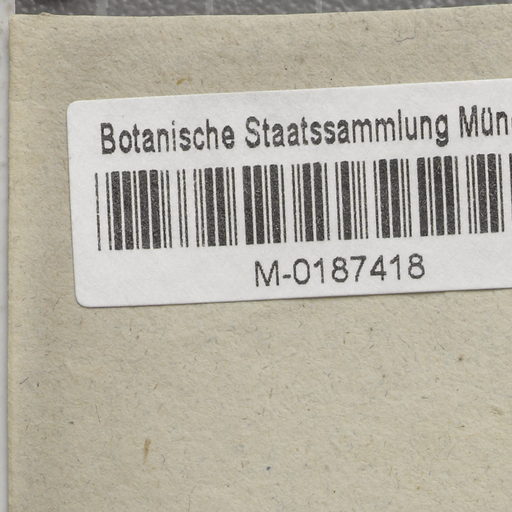 Botanische Staatssammlung Mün
M-0187418